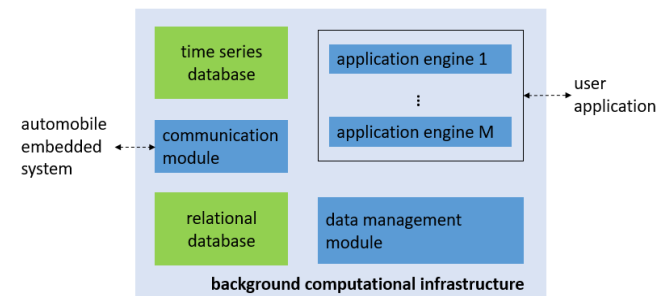 time series
database
application engine 1
...
application engine M
user
application
automobile
embedded
system
communication
module
relational
database
data management
module
background computational infrastructure